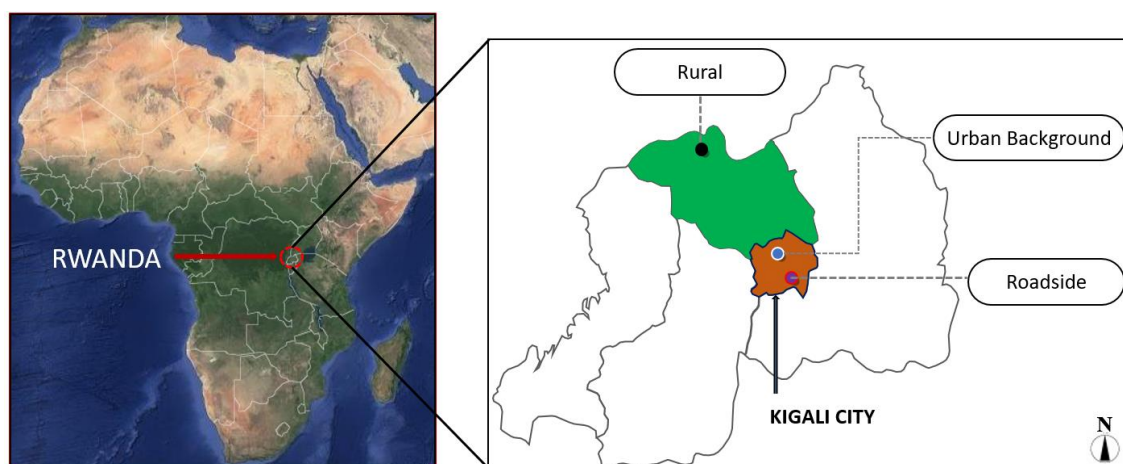 RWANDA
Rural
Urban Background
Roadside
KIGALI CITY
N